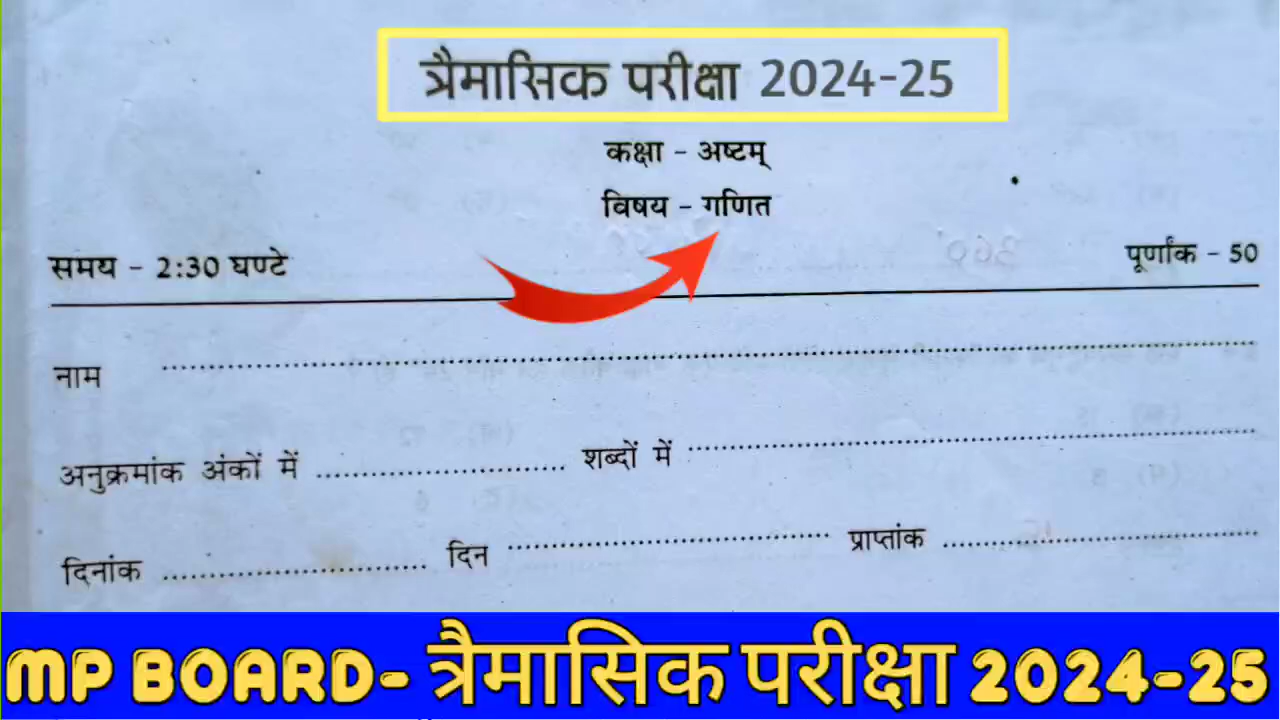 त्रैमासिक परीक्षा 2024-25
कक्षा - अष्टम्
विषय - गणित
समय - 2:30 घण्टे पूर्णांक - 50
नाम ........................................................................
अनुक्रमांक अंकों में ........................ शब्दों में ................................................
दिनांक ........................ दिन ................................ प्राप्तांक ................................
MP BOARD- त्रैमासिक परीक्षा 2024-25